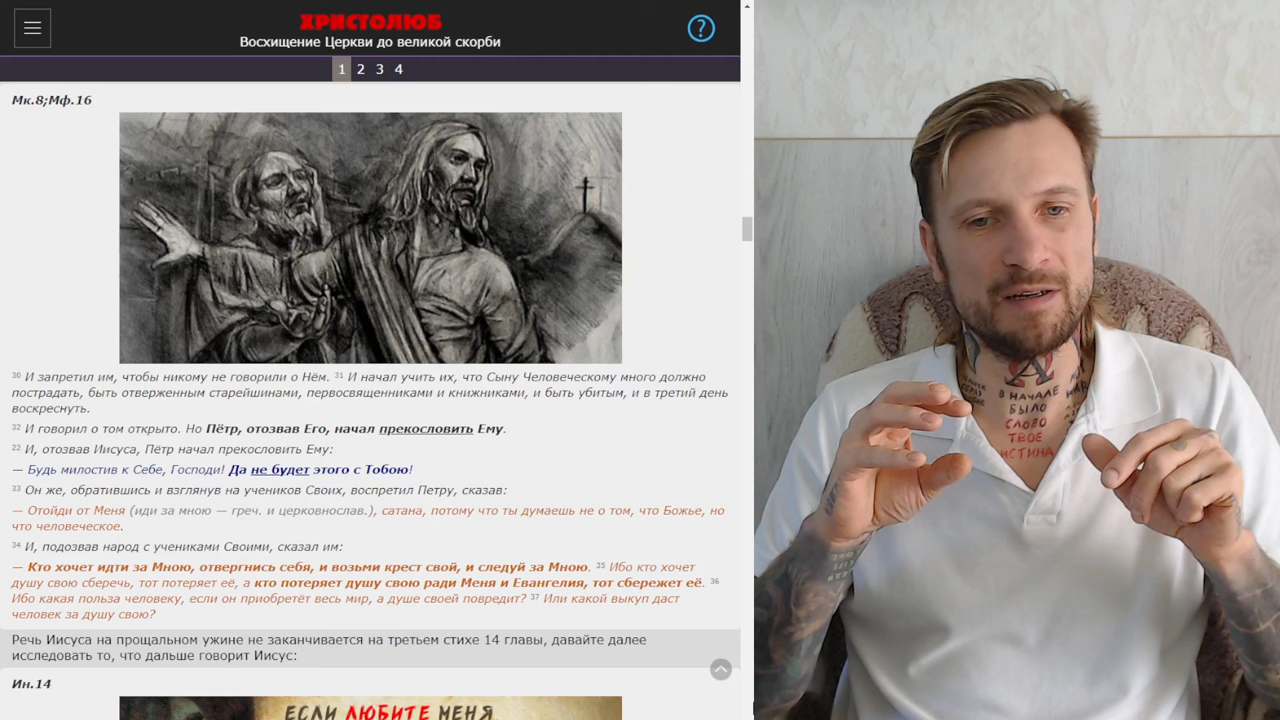 ХРИСТОЛЮБ
Восхищение Церкви до великой скорби
?
1 2 3 4
Мк.8;Мф.16
30 И запретил им, чтобы никому не говорили о Нём. 31 И начал учить их, что Сыну Человеческому много должно
пострадать, быть отверженным старейшинами, первосвященниками и книжниками, и быть убитым, и в третий день
воскреснуть.
32 И говорил о том открыто. Но Пётр, отозвав Его, начал прекословить Ему.
22 И, отозвав Иисуса, Пётр начал прекословить Ему:
— Будь милостив к Себе, Господи! Да не будет этого с Тобою!
33 Он же, обратившись и взглянув на учеников Своих, воспретил Петру, сказав:
— Отойди от Меня (иди за мною — греч. и церковнослав.), сатана, потому что ты думаешь не о том, что Божье, но
что человеческое.
34 И, подозвав народ с учениками Своими, сказал им:
— Кто хочет идти за Мною, отвергнись себя, и возьми крест свой, и следуй за Мною. 35 Ибо кто хочет
душу свою сберечь, тот потеряет её, а кто потеряет душу свою ради Меня и Евангелия, тот сбережет её. 36
Ибо какая польза человеку, если он приобретёт весь мир, а душе своей повредит? 37 Или какой выкуп даст
человек за душу свою?
Речь Иисуса на прощальном ужине не заканчивается на третьем стихе 14 главы, давайте далее
исследовать то, что дальше говорит Иисус:
Ин.14
ЕСЛИ ЛЮБИТЕ МЕНЯ
В НАЧАЛЕ
БЫЛО
СЛОВО
ТВОЕ
ИСТИНА